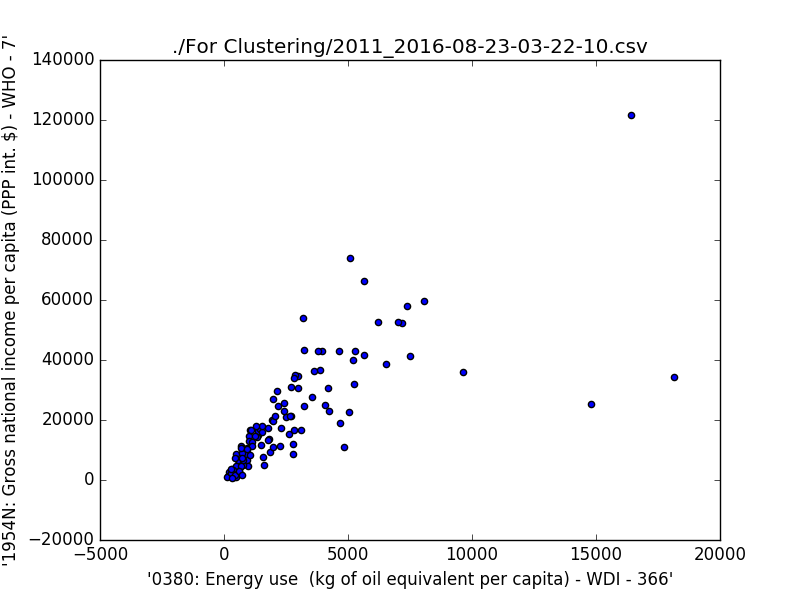 ./For Clustering/2011_2016-08-23-03-22-10.csv
'1954N: Gross national income per capita (PPP int. $) - WHO - 7'
140000
120000
100000
80000
60000
40000
20000
0
−20000
−5000 0 5000 10000 15000 20000
'0380: Energy use  (kg of oil equivalent per capita) - WDI - 366'